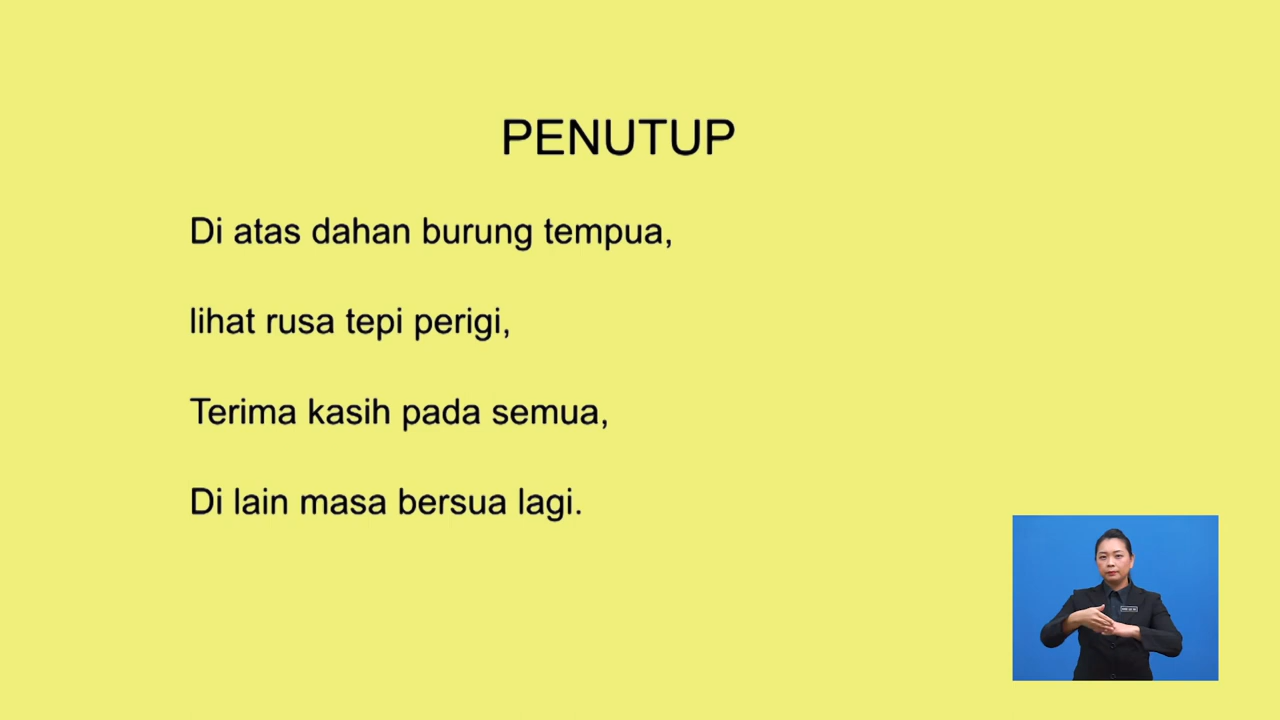 PENUTUP
Di atas dahan burung tempua,
lihat rusa tepi perigi,
Terima kasih pada semua,
Di lain masa bersua lagi.